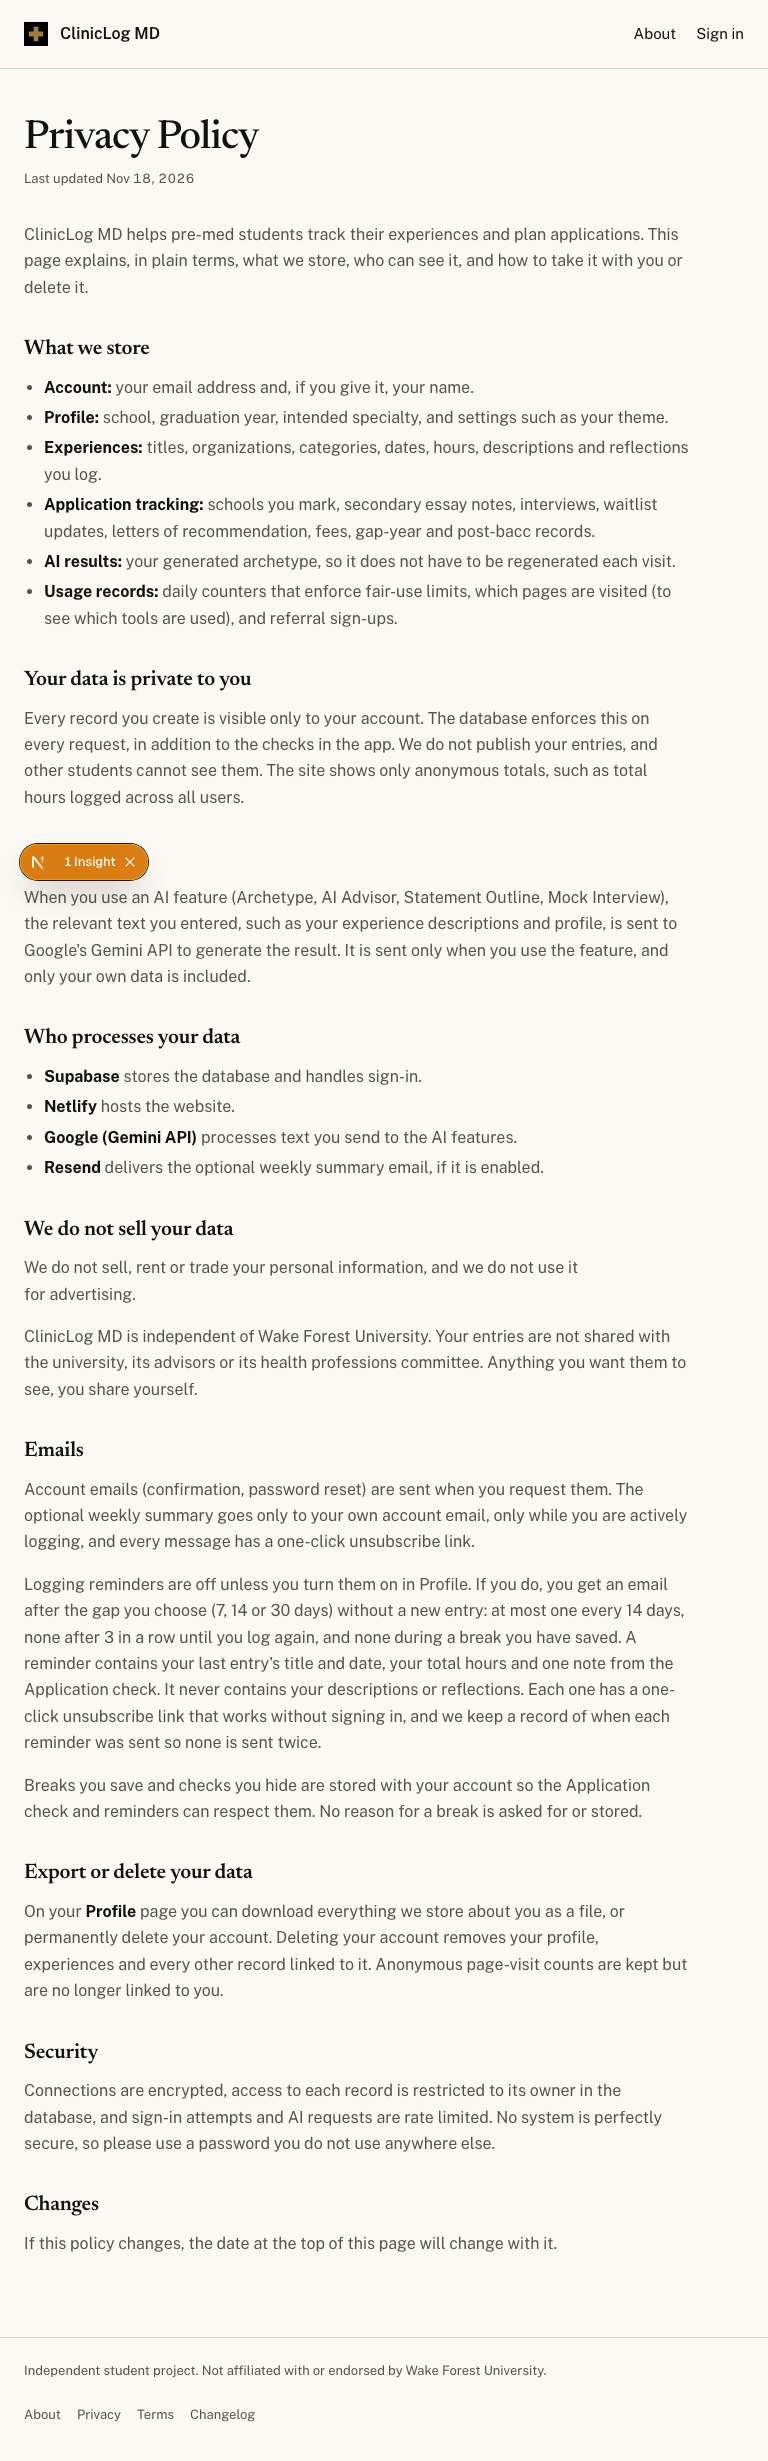 ClinicLog MD
About Sign in
Privacy Policy
Last updated Nov 18, 2026
ClinicLog MD helps pre-med students track their experiences and plan applications. This
page explains, in plain terms, what we store, who can see it, and how to take it with you or
delete it.
What we store
• Account: your email address and, if you give it, your name.
• Profile: school, graduation year, intended specialty, and settings such as your theme.
• Experiences: titles, organizations, categories, dates, hours, descriptions and reflections
you log.
• Application tracking: schools you mark, secondary essay notes, interviews, waitlist
updates, letters of recommendation, fees, gap-year and post-bacc records.
• AI results: your generated archetype, so it does not have to be regenerated each visit.
• Usage records: daily counters that enforce fair-use limits, which pages are visited (to
see which tools are used), and referral sign-ups.
Your data is private to you
Every record you create is visible only to your account. The database enforces this on
every request, in addition to the checks in the app. We do not publish your entries, and
other students cannot see them. The site shows only anonymous totals, such as total
hours logged across all users.
N 1 Insight ×
When you use an AI feature (Archetype, AI Advisor, Statement Outline, Mock Interview),
the relevant text you entered, such as your experience descriptions and profile, is sent to
Google's Gemini API to generate the result. It is sent only when you use the feature, and
only your own data is included.
Who processes your data
• Supabase stores the database and handles sign-in.
• Netlify hosts the website.
• Google (Gemini API) processes text you send to the AI features.
• Resend delivers the optional weekly summary email, if it is enabled.
We do not sell your data
We do not sell, rent or trade your personal information, and we do not use it
for advertising.
ClinicLog MD is independent of Wake Forest University. Your entries are not shared with
the university, its advisors or its health professions committee. Anything you want them to
see, you share yourself.
Emails
Account emails (confirmation, password reset) are sent when you request them. The
optional weekly summary goes only to your own account email, only while you are actively
logging, and every message has a one-click unsubscribe link.
Logging reminders are off unless you turn them on in Profile. If you do, you get an email
after the gap you choose (7, 14 or 30 days) without a new entry: at most one every 14 days,
none after 3 in a row until you log again, and none during a break you have saved. A
reminder contains your last entry's title and date, your total hours and one note from the
Application check. It never contains your descriptions or reflections. Each one has a one-
click unsubscribe link that works without signing in, and we keep a record of when each
reminder was sent so none is sent twice.
Breaks you save and checks you hide are stored with your account so the Application
check and reminders can respect them. No reason for a break is asked for or stored.
Export or delete your data
On your Profile page you can download everything we store about you as a file, or
permanently delete your account. Deleting your account removes your profile,
experiences and every other record linked to it. Anonymous page-visit counts are kept but
are no longer linked to you.
Security
Connections are encrypted, access to each record is restricted to its owner in the
database, and sign-in attempts and AI requests are rate limited. No system is perfectly
secure, so please use a password you do not use anywhere else.
Changes
If this policy changes, the date at the top of this page will change with it.
Independent student project. Not affiliated with or endorsed by Wake Forest University.
About Privacy Terms Changelog